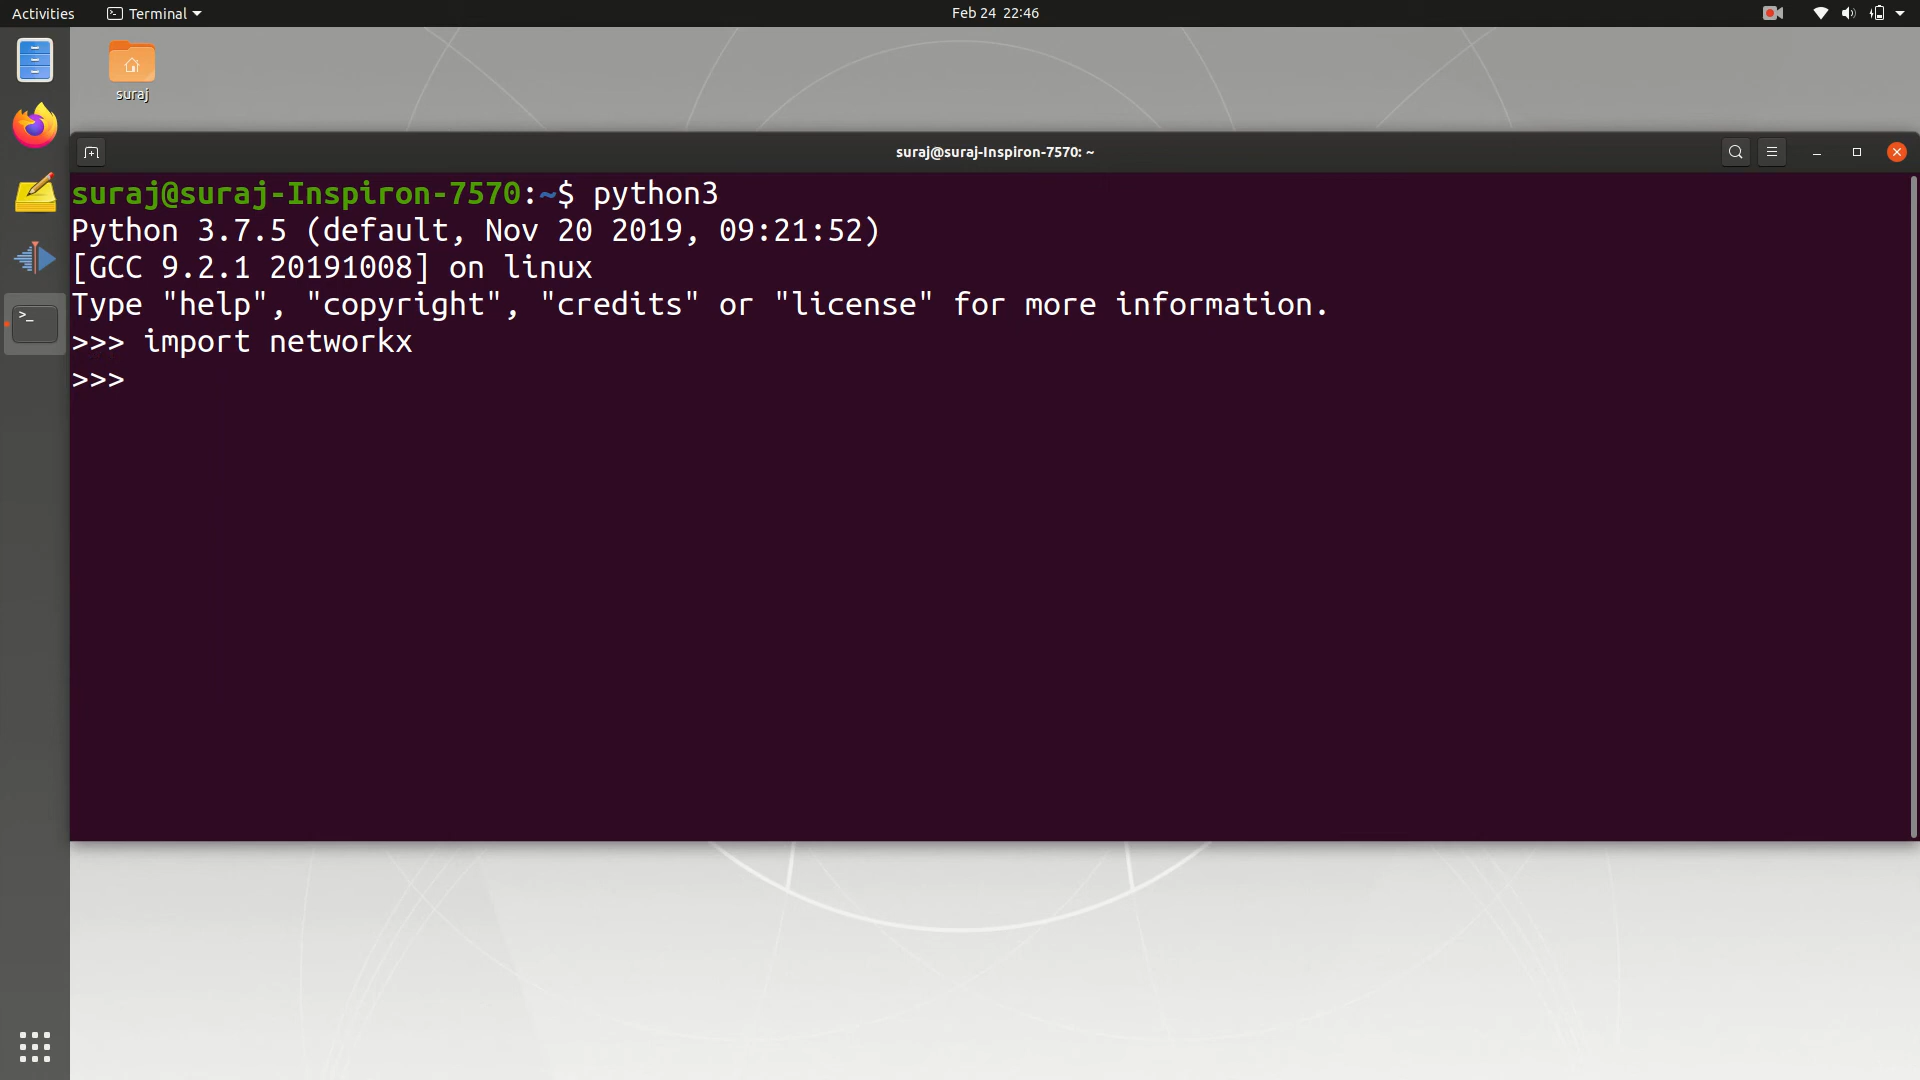 Activities
Terminal
Feb 24 22:46
suraj
suraj@suraj-Inspiron-7570: ~
suraj@suraj-Inspiron-7570:~$ python3
Python 3.7.5 (default, Nov 20 2019, 09:21:52)
[GCC 9.2.1 20191008] on linux
Type "help", "copyright", "credits" or "license" for more information.
>>> import networkx
>>>